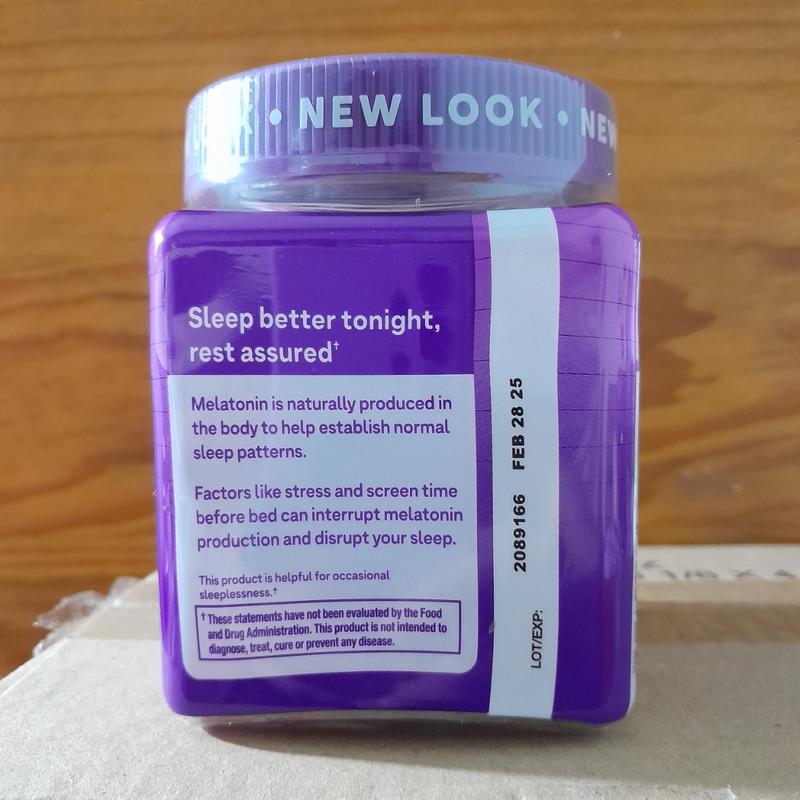 • NEW LOOK • NEW
Sleep better tonight,
rest assured†
Melatonin is naturally produced in
the body to help establish normal
sleep patterns.
Factors like stress and screen time
before bed can interrupt melatonin
production and disrupt your sleep.
This product is helpful for occasional
sleeplessness.†
† These statements have not been evaluated by the Food
and Drug Administration. This product is not intended to
diagnose, treat, cure or prevent any disease.
LOT/EXP: 2089166 FEB 28 25